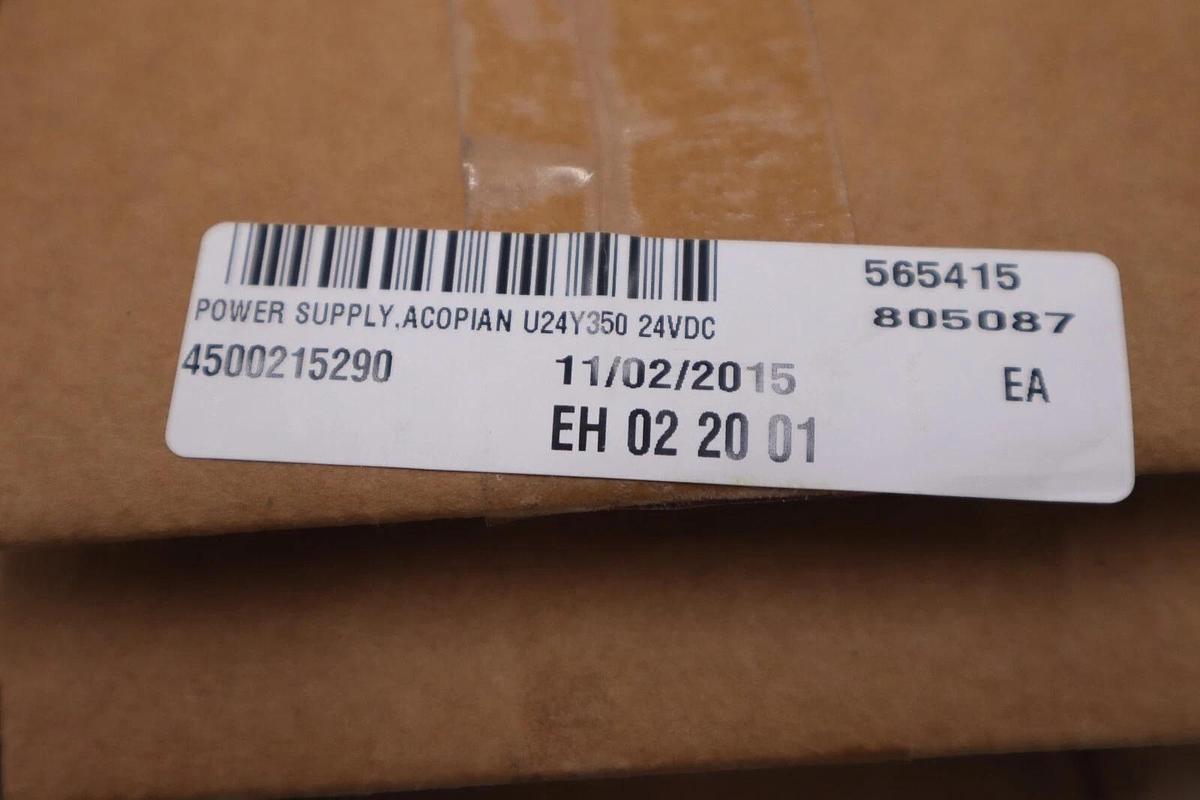 565415
POWER SUPPLY,ACOPIAN U24Y350 24VDC
805087
4500215290 11/02/2015 EA
EH 02 20 01